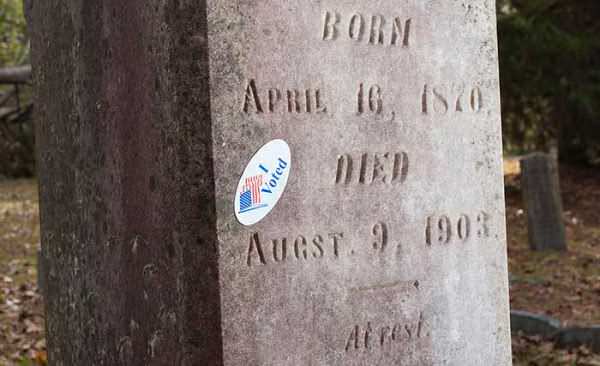 BORN
APRIL 16, 1870.
DIED
AUGST. 9, 1903.
At rest.
I
Voted